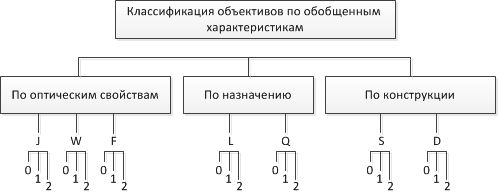 Классификация объективов по обобщенным
характеристикам
По оптическим свойствам
По назначению
По конструкции
J W F L Q S D
0 1 2 0 1 2 0 1 2 0 1 2 0 1 2 0 1 2 0 1 2